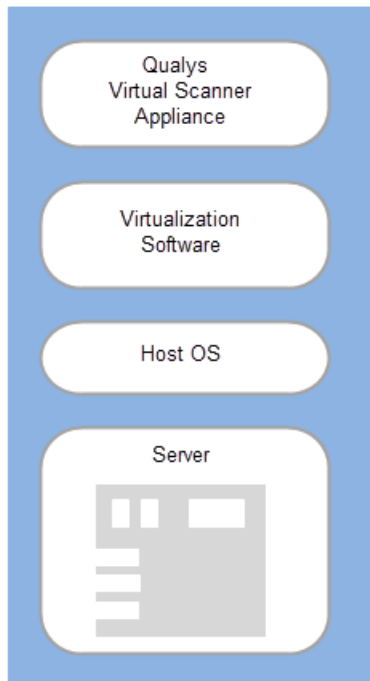 Qualys
Virtual Scanner
Appliance
Virtualization
Software
Host OS
Server